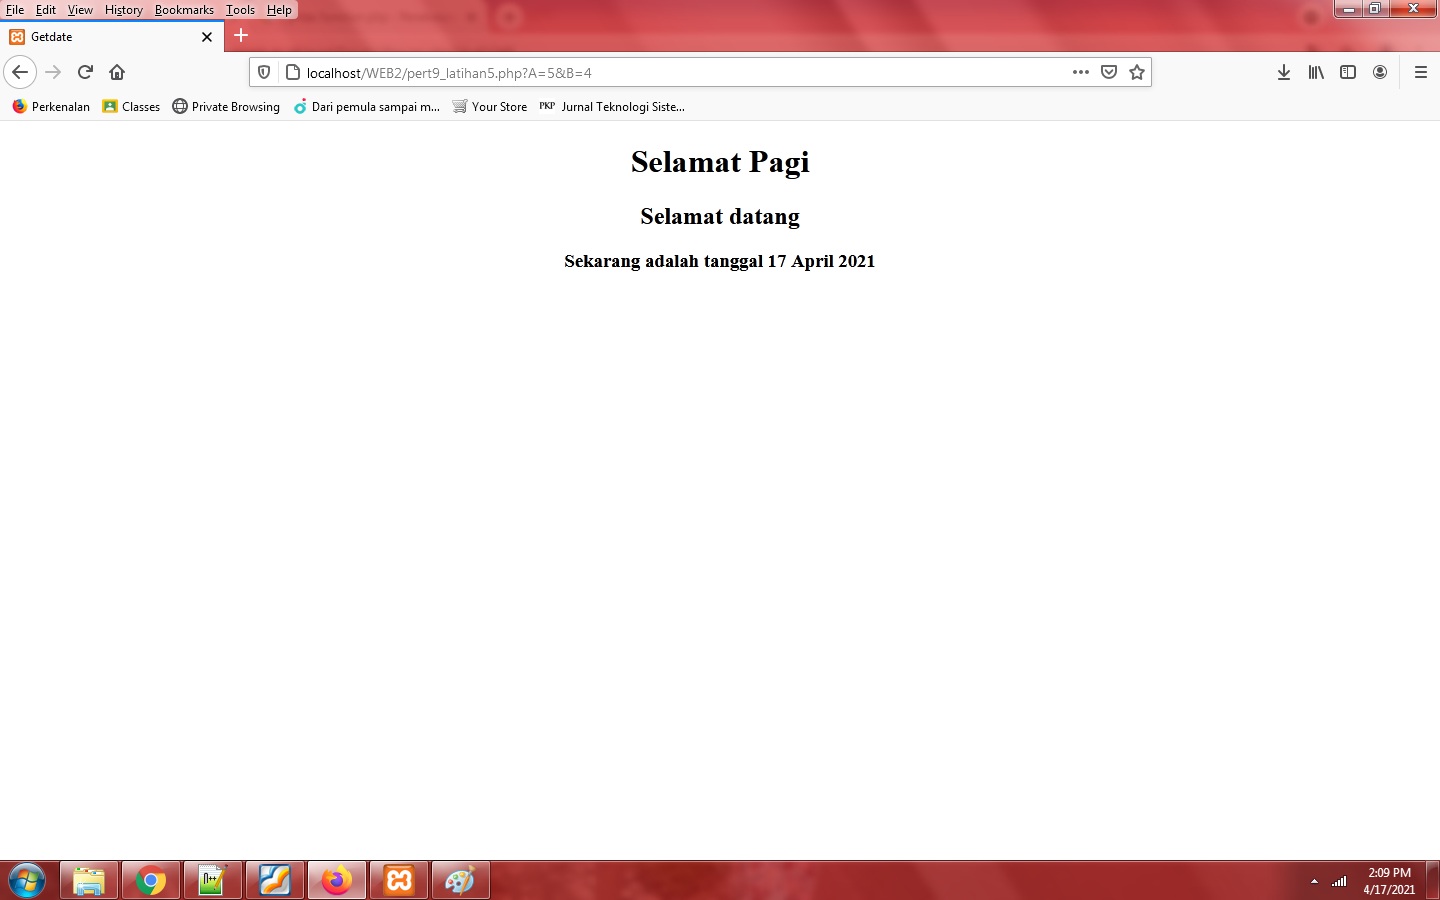 File Edit View History Bookmarks Tools Help
Getdate
localhost/WEB2/pert9_latihan5.php?A=5&B=4
Perkenalan Classes Private Browsing Dari pemula sampai m... Your Store PKP Jurnal Teknologi Siste...
Selamat Pagi
Selamat datang
Sekarang adalah tanggal 17 April 2021
2:09 PM
4/17/2021